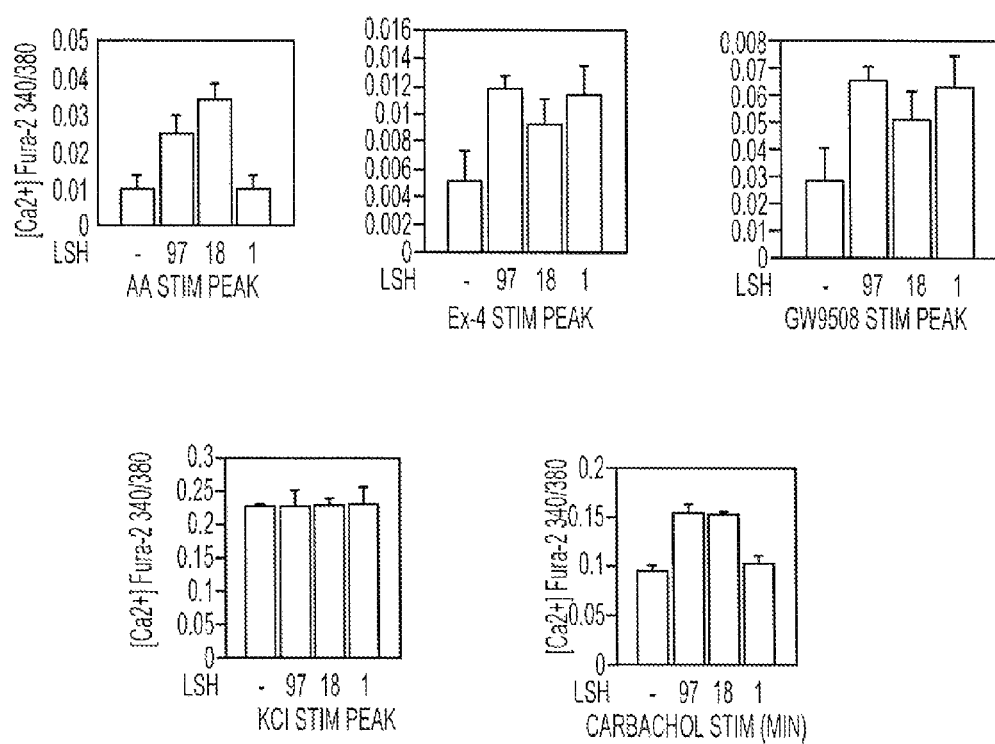 [Ca2+] Fura-2 340/380
0.05
0.04
0.03
0.02
0.01
0
LSH - 97 18 1
AA STIM PEAK
0.016
0.014
0.012
0.01
0.008
0.006
0.004
0.002
0
LSH - 97 18 1
Ex-4 STIM PEAK
0.008
0.07
0.06
0.05
0.04
0.03
0.02
0.01
0
LSH - 97 18 1
GW9508 STIM PEAK
[Ca2+] Fura-2 340/380
0.3
0.25
0.2
0.15
0.1
0.05
0
LSH - 97 18 1
KCl STIM PEAK
[Ca2+] Fura-2 340/380
0.2
0.15
0.1
0.05
0
LSH - 97 18 1
CARBACHOL STIM (MIN)